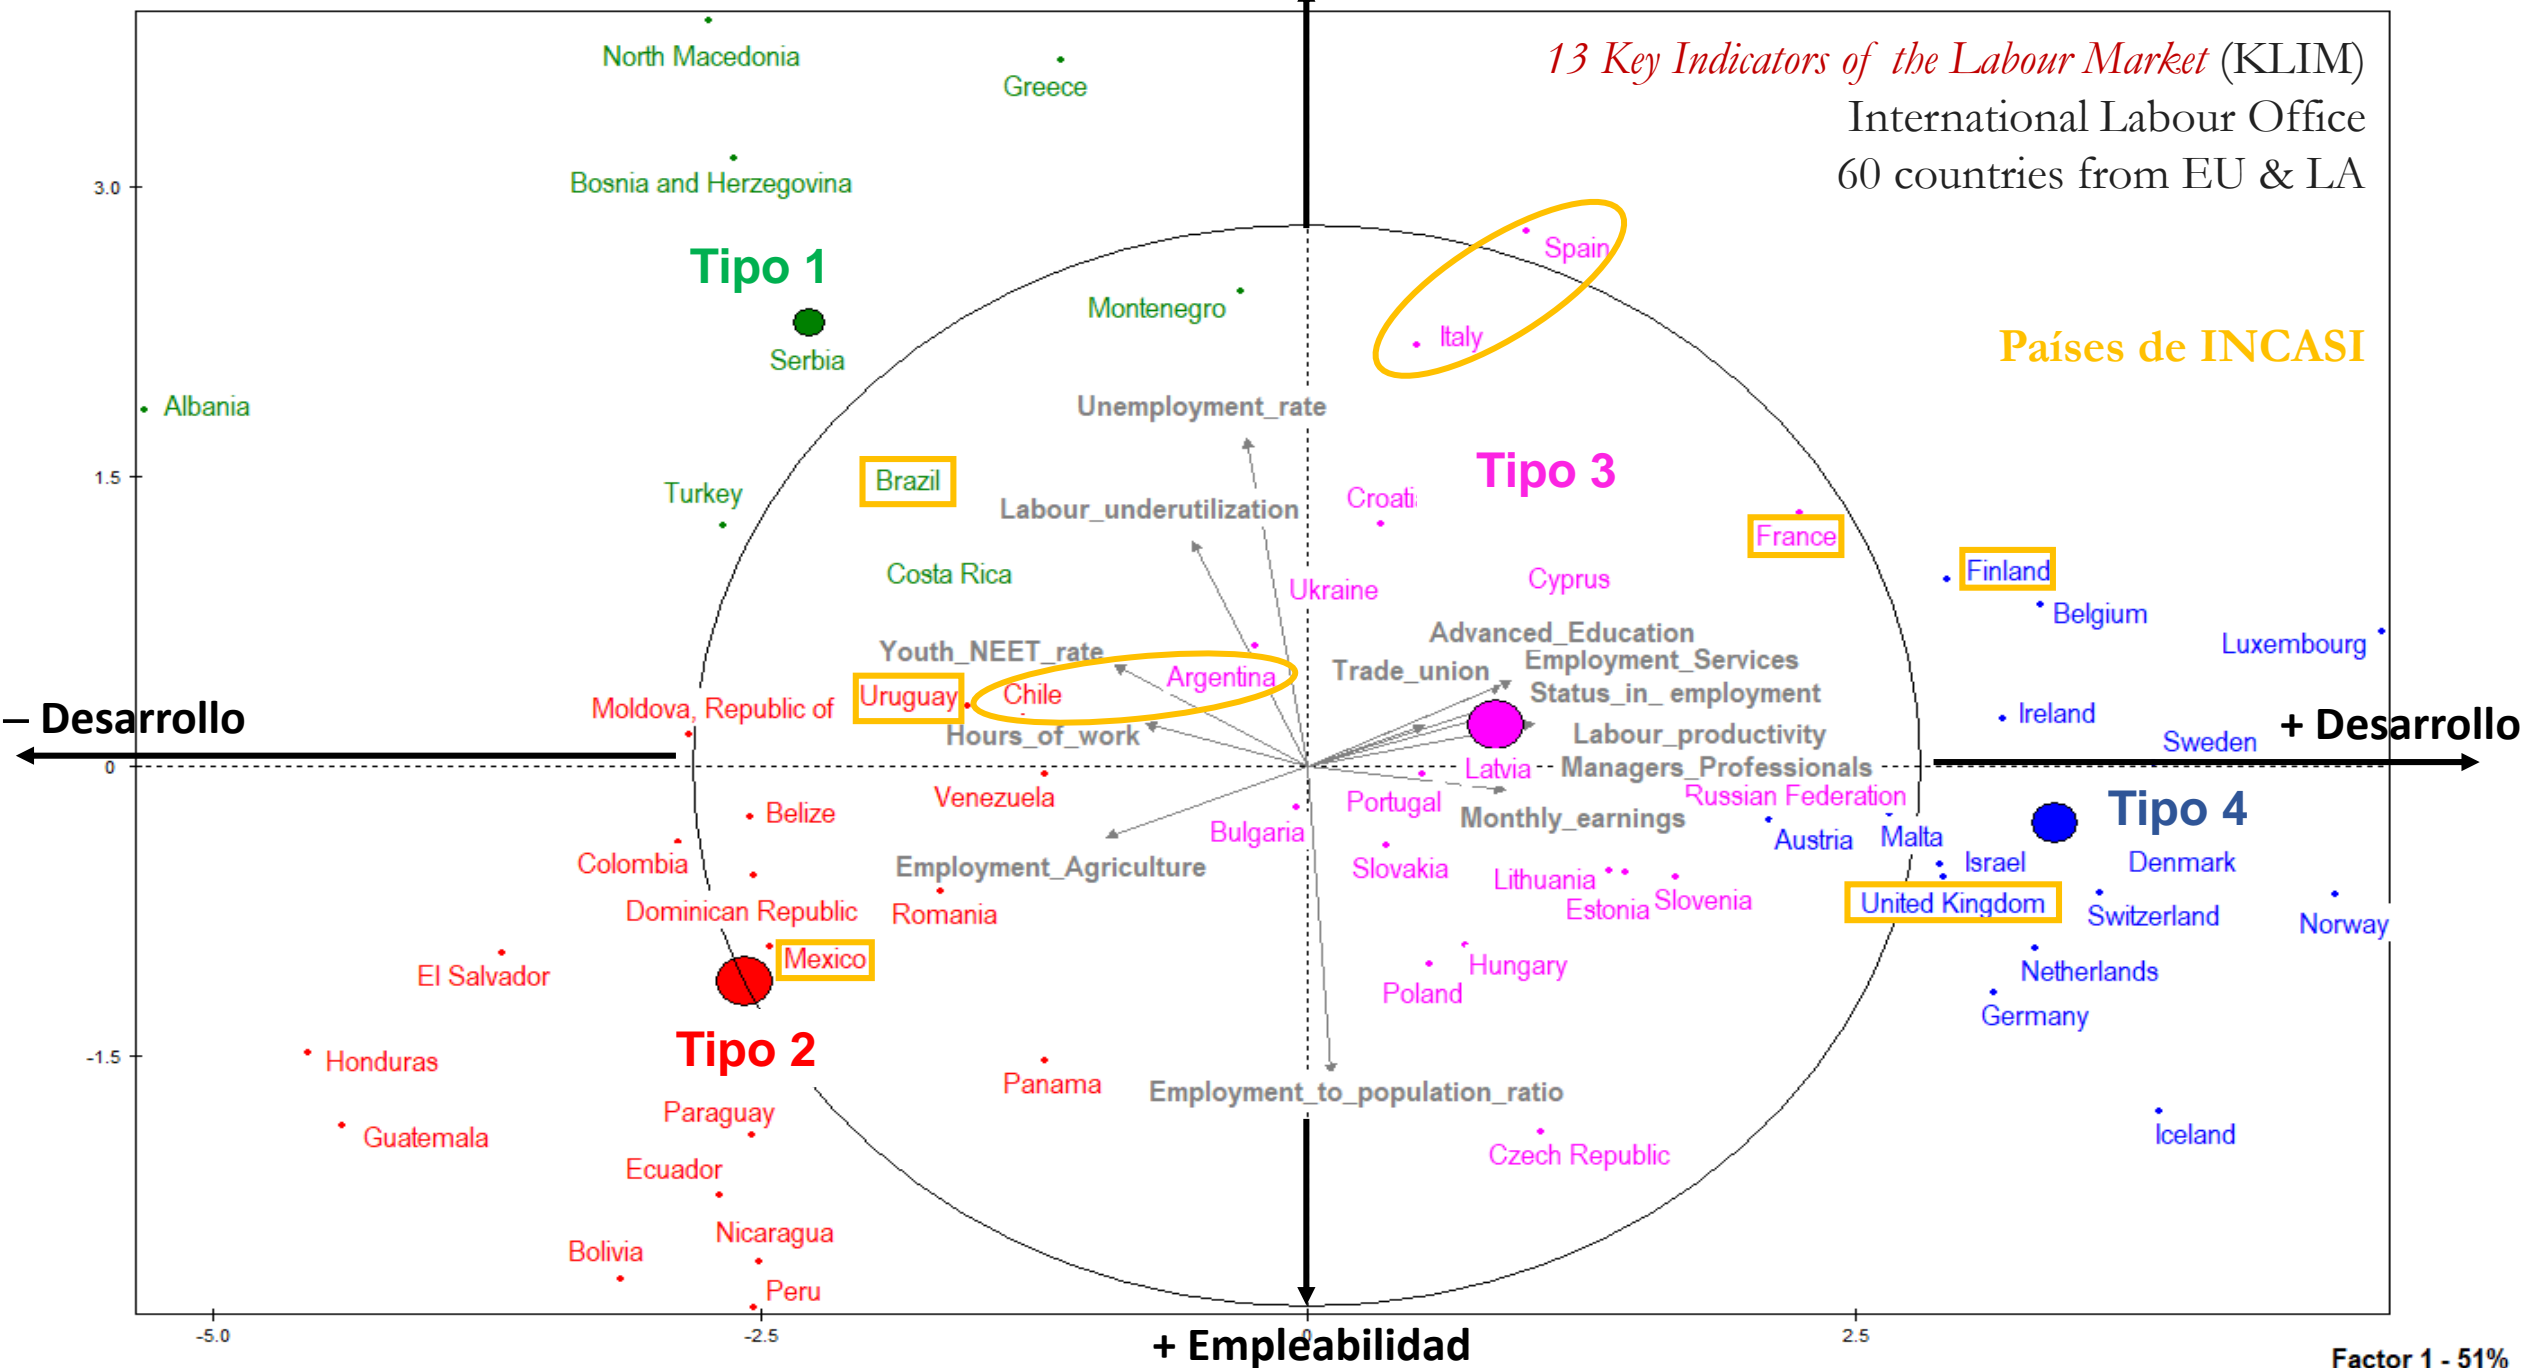 13 Key Indicators of the Labour Market (KLIM)
International Labour Office
60 countries from EU & LA
North Macedonia
Greece
Bosnia and Herzegovina
3.0
Spain
Tipo 1
Montenegro
Italy
Países de INCASI
Serbia
Albania
Unemployment_rate
1.5
Brazil
Tipo 3
Turkey
Croati
Labour_underutilization
France
Costa Rica
Cyprus
Finland
Ukraine
Belgium
Advanced_Education
Luxembourg
Youth_NEET_rate
Employment_Services
Trade_union
Argentina
Status_in_ employment
Uruguay
Chile
Moldova, Republic of
Ireland
– Desarrollo
+ Desarrollo
Hours_of_work
Labour_productivity
Sweden
0
Latvia
Managers_Professionals
Venezuela
Portugal
Russian Federation
Belize
Tipo 4
Monthly_earnings
Bulgaria
Austria
Malta
Colombia
Employment_Agriculture
Slovakia
Israel
Denmark
Lithuania
Dominican Republic
Romania
Estonia
Slovenia
United Kingdom
Switzerland
Norway
Mexico
El Salvador
Hungary
Netherlands
Poland
Germany
Tipo 2
-1.5
Honduras
Panama
Employment_to_population_ratio
Paraguay
Guatemala
Iceland
Czech Republic
Ecuador
Nicaragua
Bolivia
Peru
-5.0
-2.5
0
2.5
+ Empleabilidad
Factor 1 - 51%